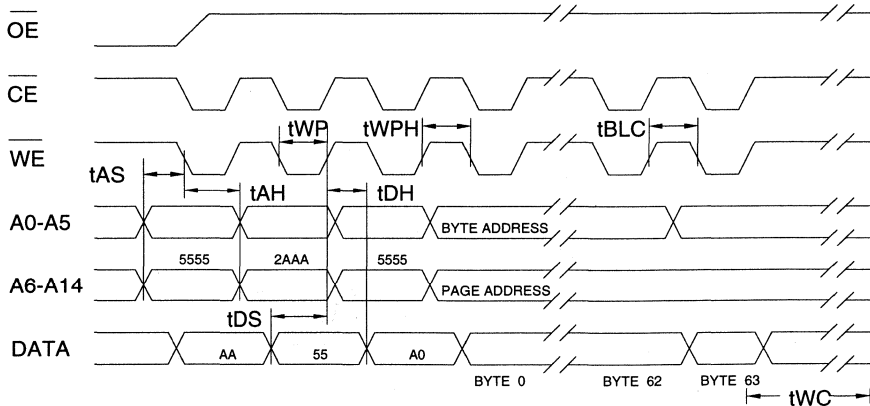 OE
CE
tWP tWPH tBLC
WE
tAS
tAH tDH
A0-A5 BYTE ADDRESS
5555 2AAA 5555
A6-A14 PAGE ADDRESS
tDS
DATA AA 55 A0
BYTE 0 BYTE 62 BYTE 63
tWC